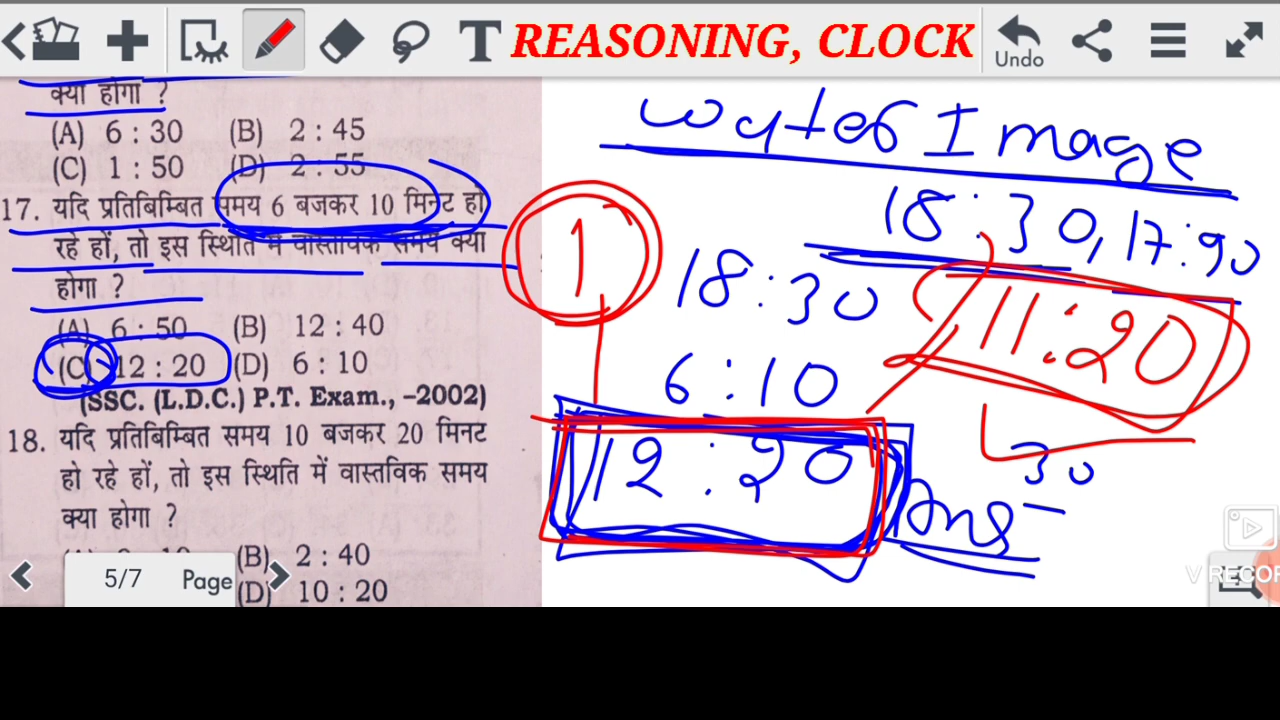 REASONING, CLOCK
Undo
क्या होगा ?
(A) 6 : 30 (B) 2 : 45
(C) 1 : 50 (D) 2 : 55
17. यदि प्रतिबिम्बित समय 6 बजकर 10 मिनट हो
रहे हों, तो इस स्थिति में वास्तविक समय क्या
होगा ?
(A) 6 : 50 (B) 12 : 40
(C) 12 : 20 (D) 6 : 10
(SSC. (L.D.C.) P.T. Exam., –2002)
18. यदि प्रतिबिम्बित समय 10 बजकर 20 मिनट
हो रहे हों, तो इस स्थिति में वास्तविक समय
क्या होगा ?
(B) 2 : 40
(D) 10 : 20
5/7 Page
Image
18:30, 17:90
1
18:30
11:20
6:10
12:20
30
Ans
V RECOR